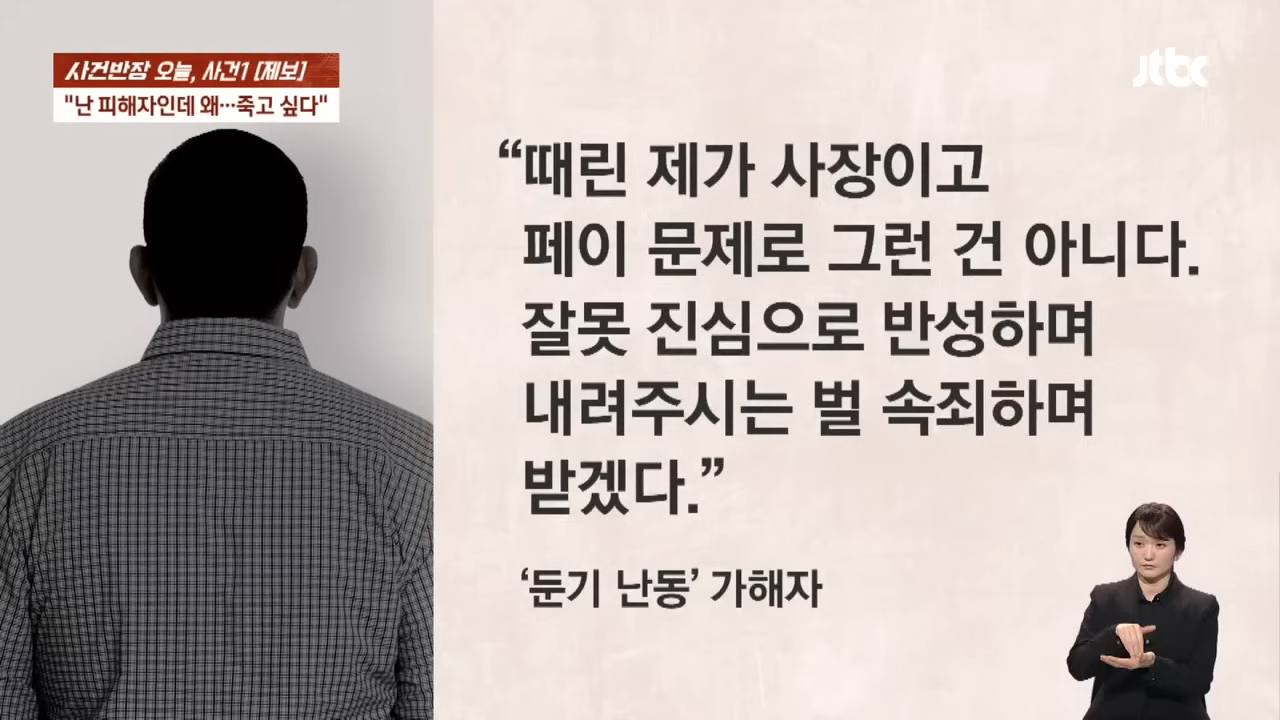 사건반장 오늘, 사건1 [제보]
"난 피해자인데 왜…죽고 싶다"
jtbc
“때린 제가 사장이고
페이 문제로 그런 건 아니다.
잘못 진심으로 반성하며
내려주시는 벌 속죄하며
받겠다.”
‘둔기 난동’ 가해자